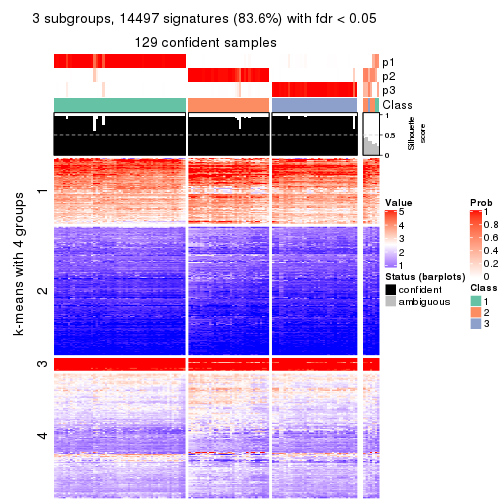 3 subgroups, 14497 signatures (83.6%) with fdr < 0.05
129 confident samples
p1
p2
p3
Class
1
0.5
0
Silhouette
score
k-means with 4 groups
1
2
3
4
Value
5
4
3
2
1
Status (barplots)
confident
ambiguous
Prob
1
0.8
0.6
0.4
0.2
0
Class
1
2
3